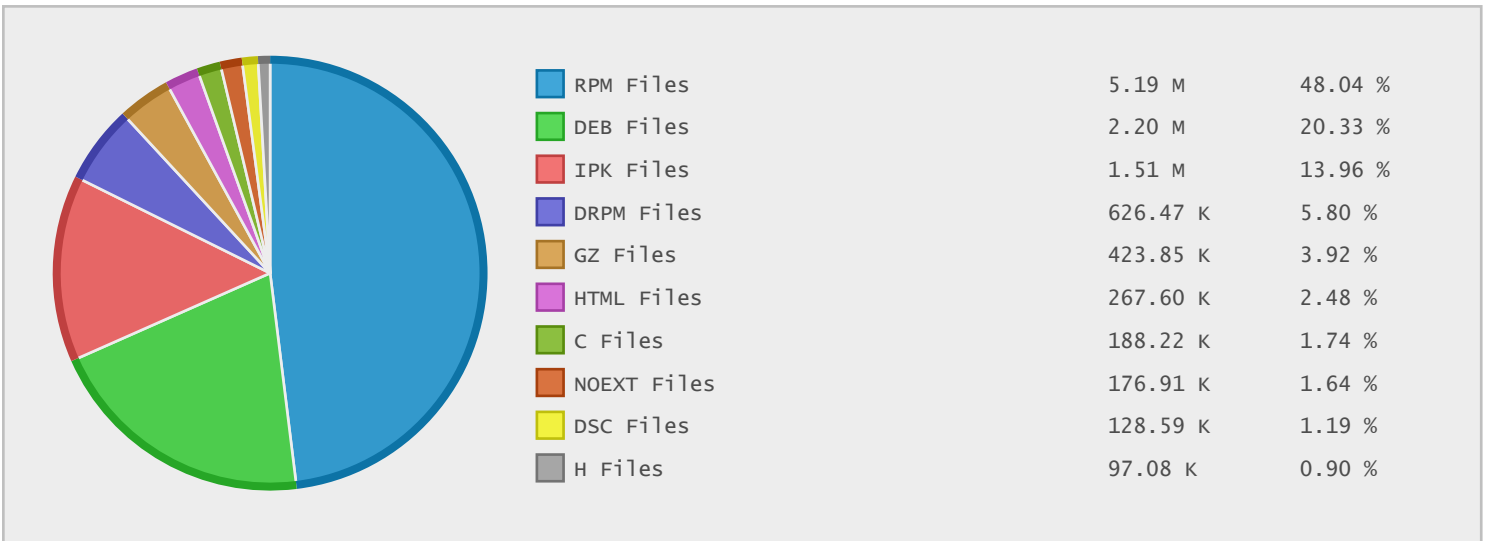 RPM Files 5.19 M 48.04 %
DEB Files 2.20 M 20.33 %
IPK Files 1.51 M 13.96 %
DRPM Files 626.47 K 5.80 %
GZ Files 423.85 K 3.92 %
HTML Files 267.60 K 2.48 %
C Files 188.22 K 1.74 %
NOEXT Files 176.91 K 1.64 %
DSC Files 128.59 K 1.19 %
H Files 97.08 K 0.90 %